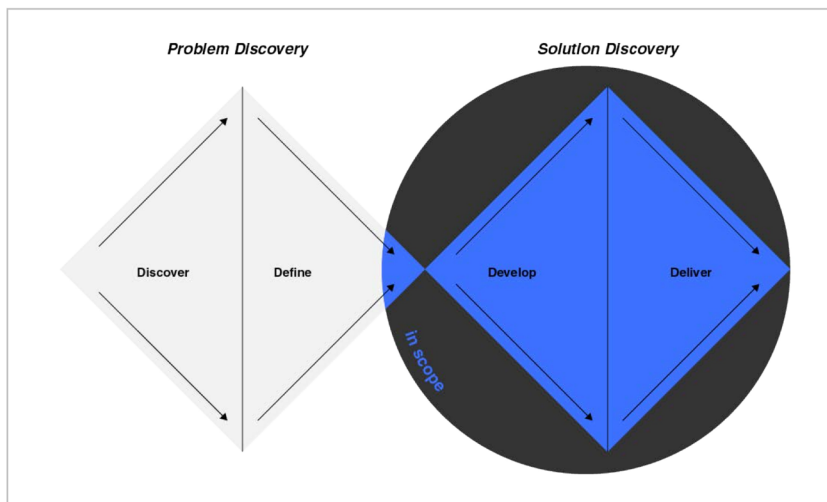 Problem Discovery
Solution Discovery
Discover
Define
Develop
Deliver
in scope